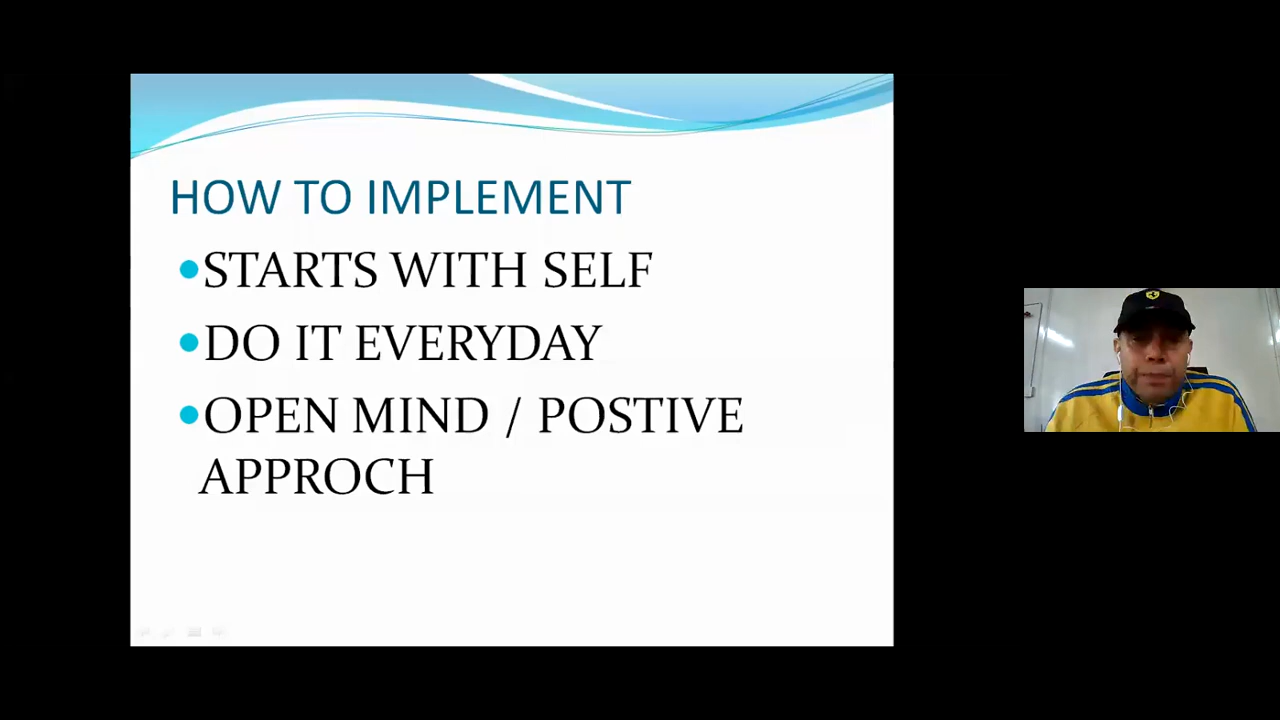 HOW TO IMPLEMENT
•STARTS WITH SELF
•DO IT EVERYDAY
•OPEN MIND / POSTIVE
APPROCH